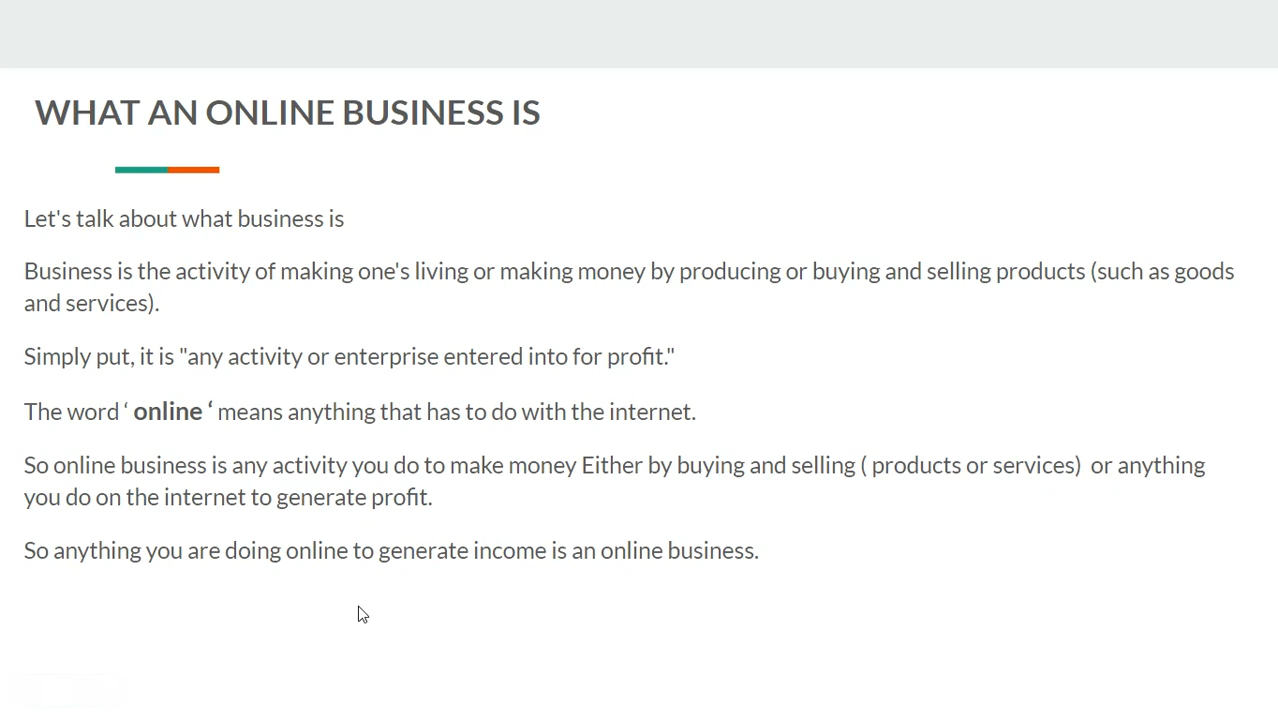 WHAT AN ONLINE BUSINESS IS
Let's talk about what business is
Business is the activity of making one's living or making money by producing or buying and selling products (such as goods
and services).
Simply put, it is "any activity or enterprise entered into for profit."
The word ‘ online ‘ means anything that has to do with the internet.
So online business is any activity you do to make money Either by buying and selling ( products or services)  or anything
you do on the internet to generate profit.
So anything you are doing online to generate income is an online business.